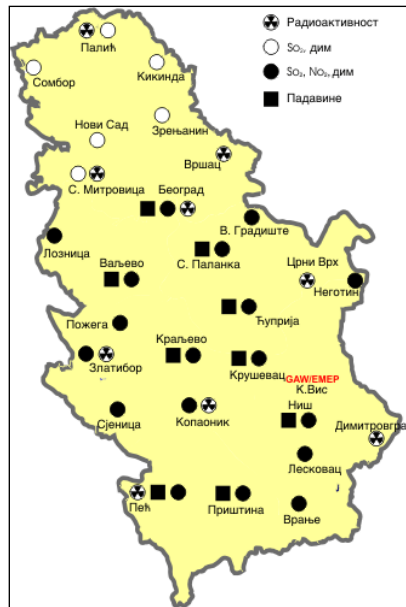 Радиоактивност
Палић
So₂, дим
Сомбор
Кикинда
So₂, No₂, дим
Падавине
Нови Сад
Зрењанин
Вршац
С. Митровица
Београд
В. Градиште
Лозница
С. Паланка
Ваљево
Црни Врх
Неготин
Ћуприја
Пожега
Краљево
Златибор
Крушевац
GAW/EMEP
К.Вис
Ниш
Сјеница
Копаоник
Димитровгра
Лесковац
Пећ
Приштина
Врање